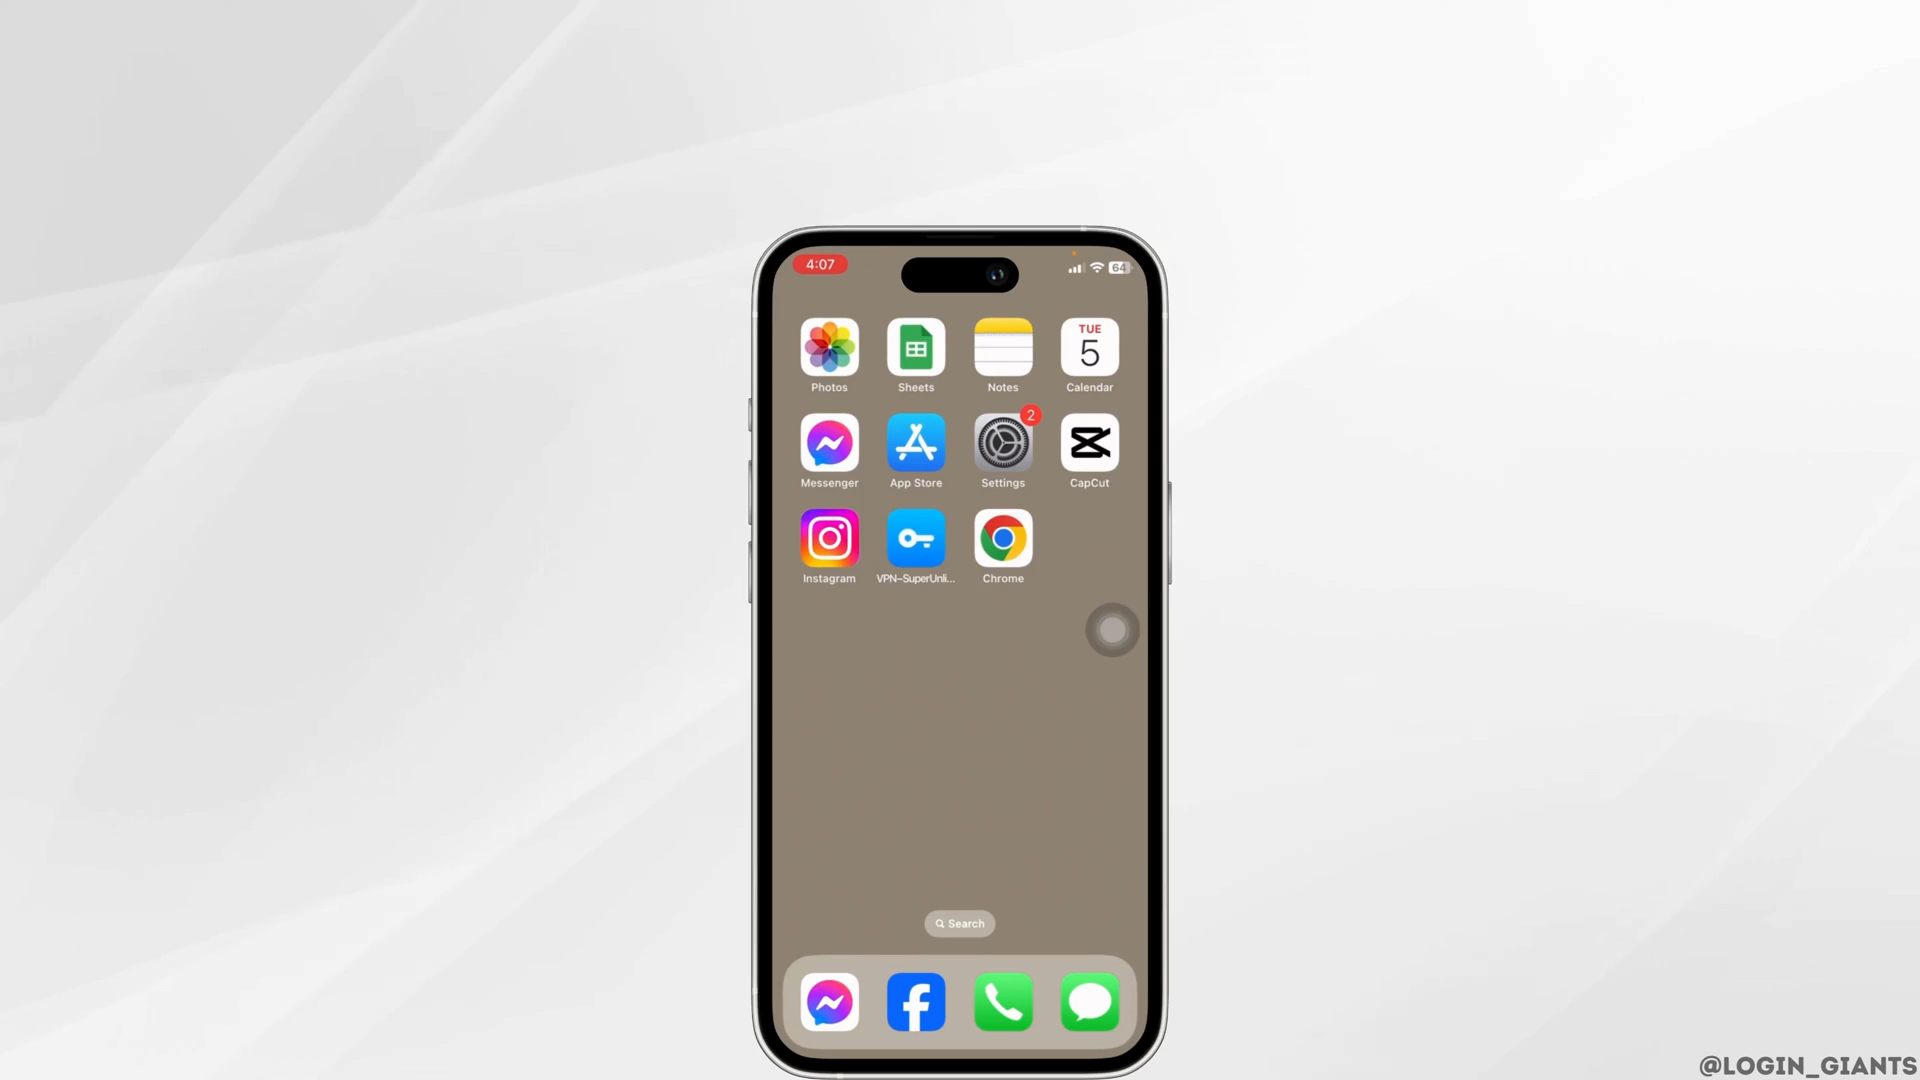 4:07
64
TUE
5
Photos
Sheets
Notes
Calendar
2
Messenger
App Store
Settings
CapCut
Instagram
VPN-SuperUnli...
Chrome
Search
@LOGIN_GIANTS